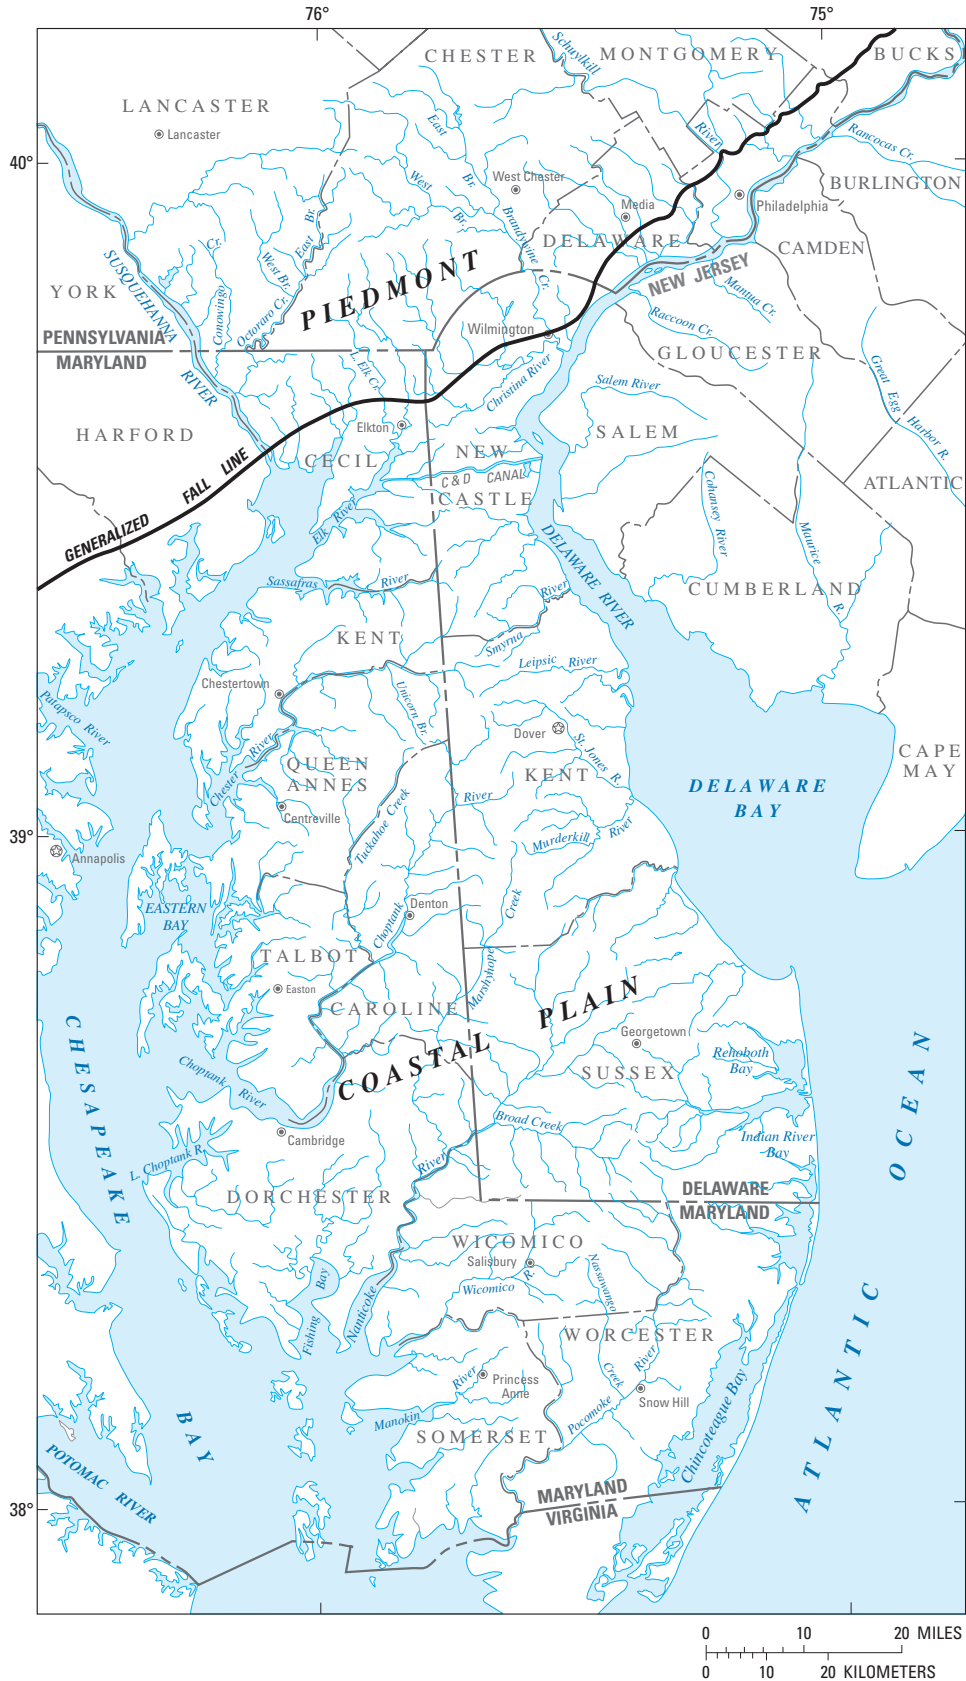 76°
75°
CHESTER
Schuylkill
MONTGOMERY
BUCKS
LANCASTER
Lancaster
East
River
Rancocas Cr.
40°
West
Br.
West Chester
BURLINGTON
Media
Philadelphia
Br.
Brandywine
Cr.
DELAWARE
CAMDEN
Cr.
East Br.
West Br.
SUSQUEHANNA
PIEDMONT
NEW JERSEY
Mantua Cr.
YORK
Conowingo
Octoraro Cr.
Raccoon Cr.
Wilmington
PENNSYLVANIA
MARYLAND
GLOUCESTER
L. Elk Cr.
Christina River
Great Egg Harbor R.
RIVER
Salem River
HARFORD
Elkton
SALEM
FALL LINE
CECIL
NEW
CASTLE
C & D CANAL
Cohansey River
ATLANTIC
GENERALIZED
Elk River
Maurice
R.
DELAWARE RIVER
Sassafras River
CUMBERLAND
River
Smyrna
KENT
Leipsic River
Chestertown
Unicorn Br.
Patapsco River
Dover
St. Jones R.
CAPE
MAY
River
Chester
QUEEN
ANNES
KENT
DELAWARE
BAY
Centreville
River
Tuckahoe Creek
39°
Murderkill River
Annapolis
EASTERN
BAY
Denton
Choptank
Creek
Marshyhope
TALBOT
Easton
CAROLINE
COASTAL PLAIN
Georgetown
CHESAPEAKE
Choptank River
SUSSEX
Rehoboth
Bay
OCEAN
Broad Creek
Cambridge
Indian River
Bay
L. Choptank R.
River
DORCHESTER
DELAWARE
MARYLAND
WICOMICO
Salisbury
R.
Wicomico
Nassawango
Creek
Fishing Bay
Nanticoke
WORCESTER
ATLANTIC
River
Princess
Anne
River
Snow Hill
Pocomoke
Manokin
SOMERSET
Chincoteague Bay
BAY
POTOMAC RIVER
MARYLAND
VIRGINIA
38°
0 10 20 MILES
0 10 20 KILOMETERS